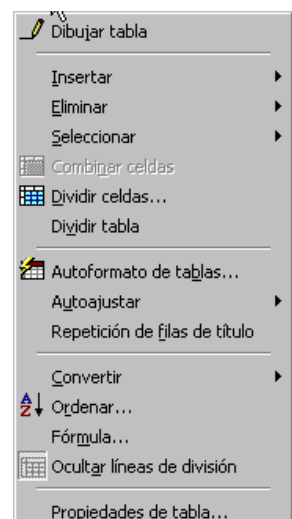 Dibujar tabla
Insertar
Eliminar
Seleccionar
Combinar celdas
Dividir celdas...
Dividir tabla
Autoformato de tablas...
Autoajustar
Repetición de filas de título
Convertir
Ordenar...
Fórmula...
Ocultar líneas de división
Propiedades de tabla...